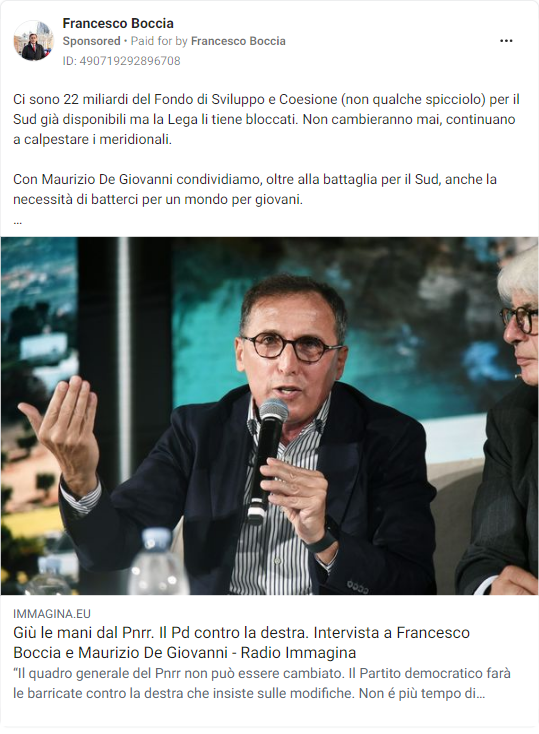 Francesco Boccia
Sponsored • Paid for by Francesco Boccia
ID: 490719292896708
Ci sono 22 miliardi del Fondo di Sviluppo e Coesione (non qualche spicciolo) per il
Sud già disponibili ma la Lega li tiene bloccati. Non cambieranno mai, continuano
a calpestare i meridionali.
Con Maurizio De Giovanni condividiamo, oltre alla battaglia per il Sud, anche la
necessità di batterci per un mondo per giovani.
...
IMMAGINA.EU
Giù le mani dal Pnrr. Il Pd contro la destra. Intervista a Francesco
Boccia e Maurizio De Giovanni - Radio Immagina
“Il quadro generale del Pnrr non può essere cambiato. Il Partito democratico farà
le barricate contro la destra che insiste sulle modifiche. Non é più tempo di...